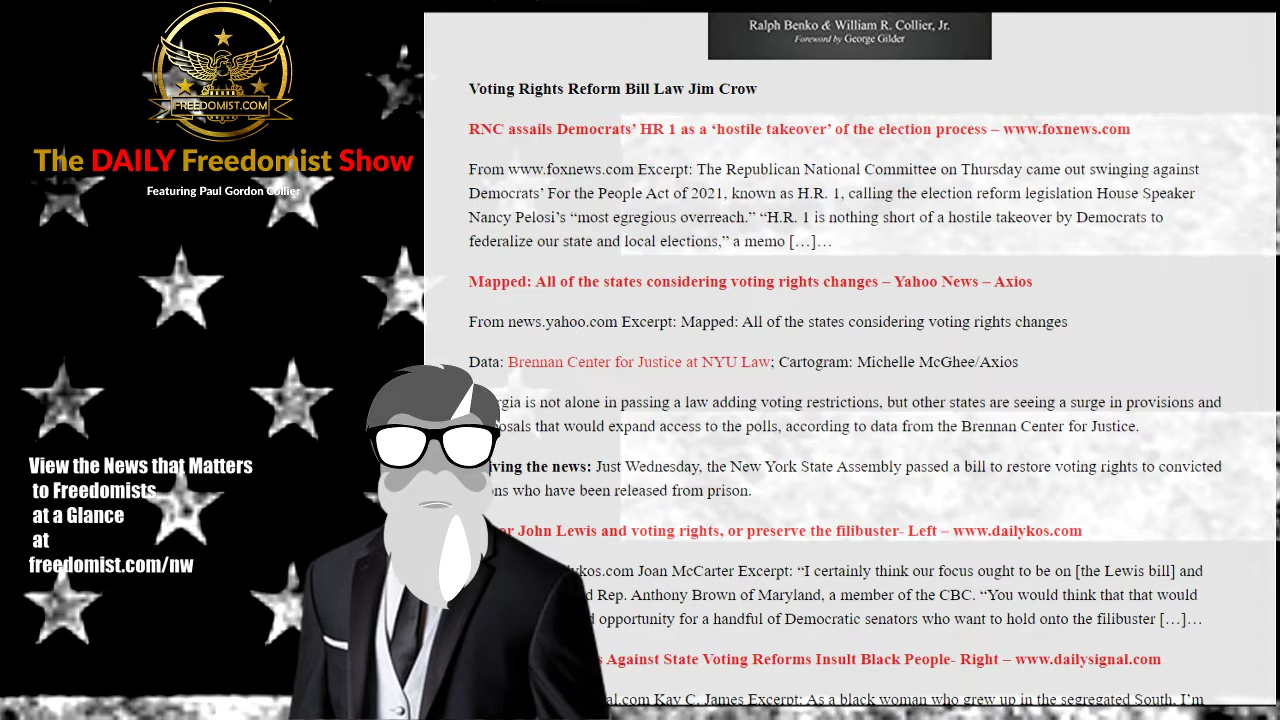 FREEDOMIST.COM
The DAILY Freedomist Show
Featuring Paul Gordon Collier
View the News that Matters
to Freedomists
at a Glance
at
freedomist.com/nw
Ralph Benko & William R. Collier, Jr.
Foreword by George Gilder
Voting Rights Reform Bill Law Jim Crow
RNC assails Democrats’ HR 1 as a ‘hostile takeover’ of the election process – www.foxnews.com
From www.foxnews.com Excerpt: The Republican National Committee on Thursday came out swinging against
Democrats’ For the People Act of 2021, known as H.R. 1, calling the election reform legislation House Speaker
Nancy Pelosi’s “most egregious overreach.” “H.R. 1 is nothing short of a hostile takeover by Democrats to
federalize our state and local elections,” a memo […]…
Mapped: All of the states considering voting rights changes – Yahoo News – Axios
From news.yahoo.com Excerpt: Mapped: All of the states considering voting rights changes
Data: Brennan Center for Justice at NYU Law; Cartogram: Michelle McGhee/Axios
is not alone in passing a law adding voting restrictions, but other states are seeing a surge in provisions and
that would expand access to the polls, according to data from the Brennan Center for Justice.
the news: Just Wednesday, the New York State Assembly passed a bill to restore voting rights to convicted
who have been released from prison.
John Lewis and voting rights, or preserve the filibuster- Left – www.dailykos.com
Joan McCarter Excerpt: “I certainly think our focus ought to be on [the Lewis bill] and
Rep. Anthony Brown of Maryland, a member of the CBC. “You would think that that would
opportunity for a handful of Democratic senators who want to hold onto the filibuster […]…
Against State Voting Reforms Insult Black People- Right – www.dailysignal.com
Kay C. James Excerpt: As a black woman who grew up in the segregated South, I’m